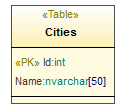 «Table»
Cities
«PK» Id:int
Name:nvarchar[50]